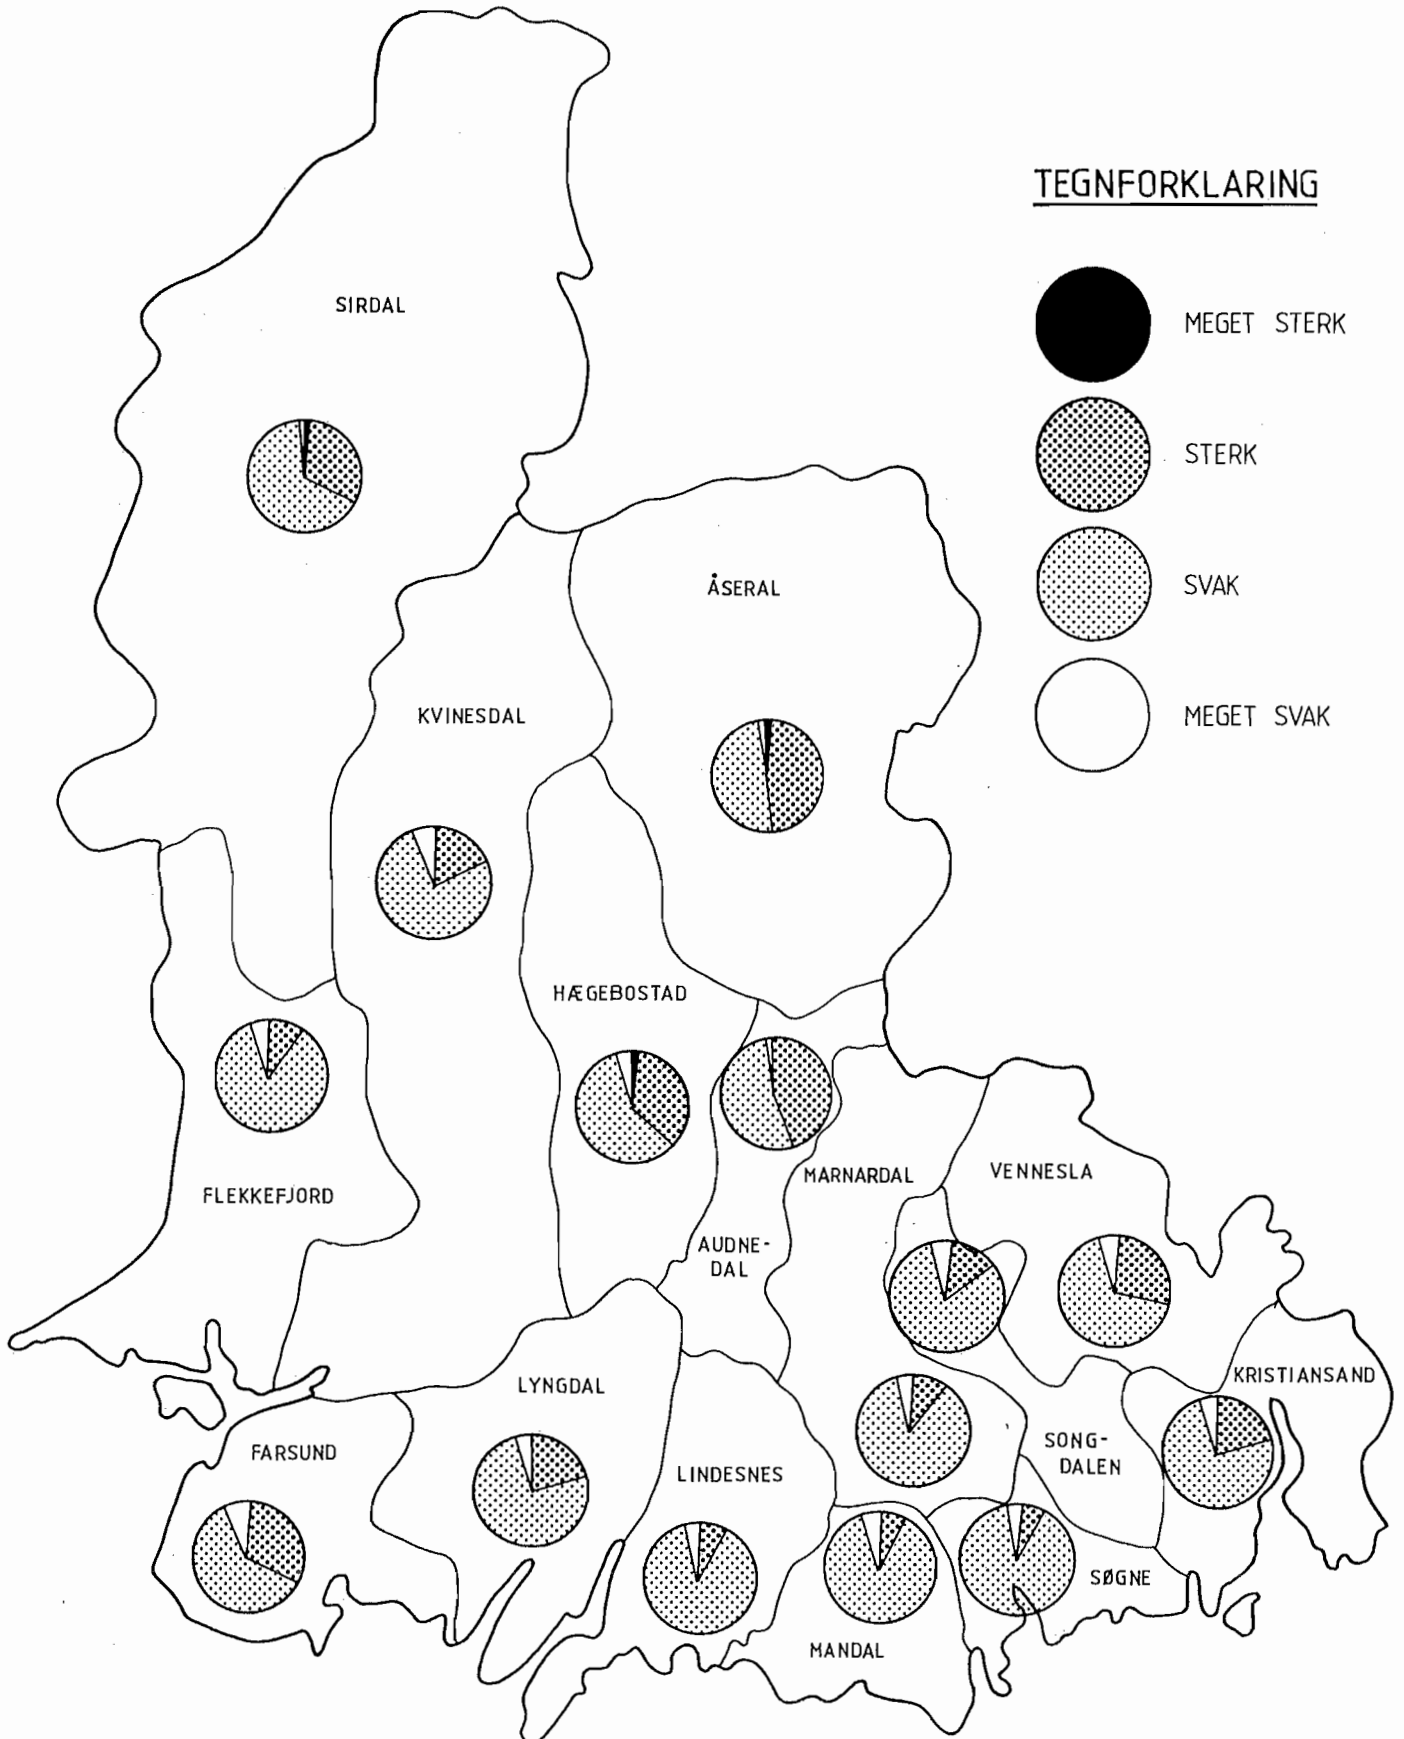 TEGNFORKLARING
MEGET STERK
STERK
SVAK
MEGET SVAK
SIRDAL
ÅSERAL
KVINESDAL
HÆGEBOSTAD
FLEKKEFJORD
MARNARDAL
VENNESLA
AUDNE-
DAL
LYNGDAL
KRISTIANSAND
FARSUND
SONG-
DALEN
LINDESNES
SØGNE
MANDAL